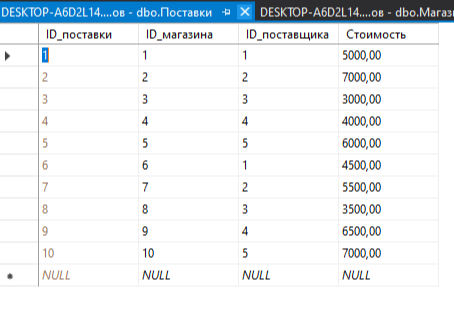 DESKTOP-A6D2L14....ов - dbo.Поставки DESKTOP-A6D2L14....ов - dbo.Магаз
ID_поставки ID_магазина ID_поставщика Стоимость
1 1 1 5000,00
2 2 2 7000,00
3 3 3 3000,00
4 4 4 4000,00
5 5 5 6000,00
6 6 1 4500,00
7 7 2 5500,00
8 8 3 3500,00
9 9 4 6500,00
10 10 5 7000,00
NULL NULL NULL NULL